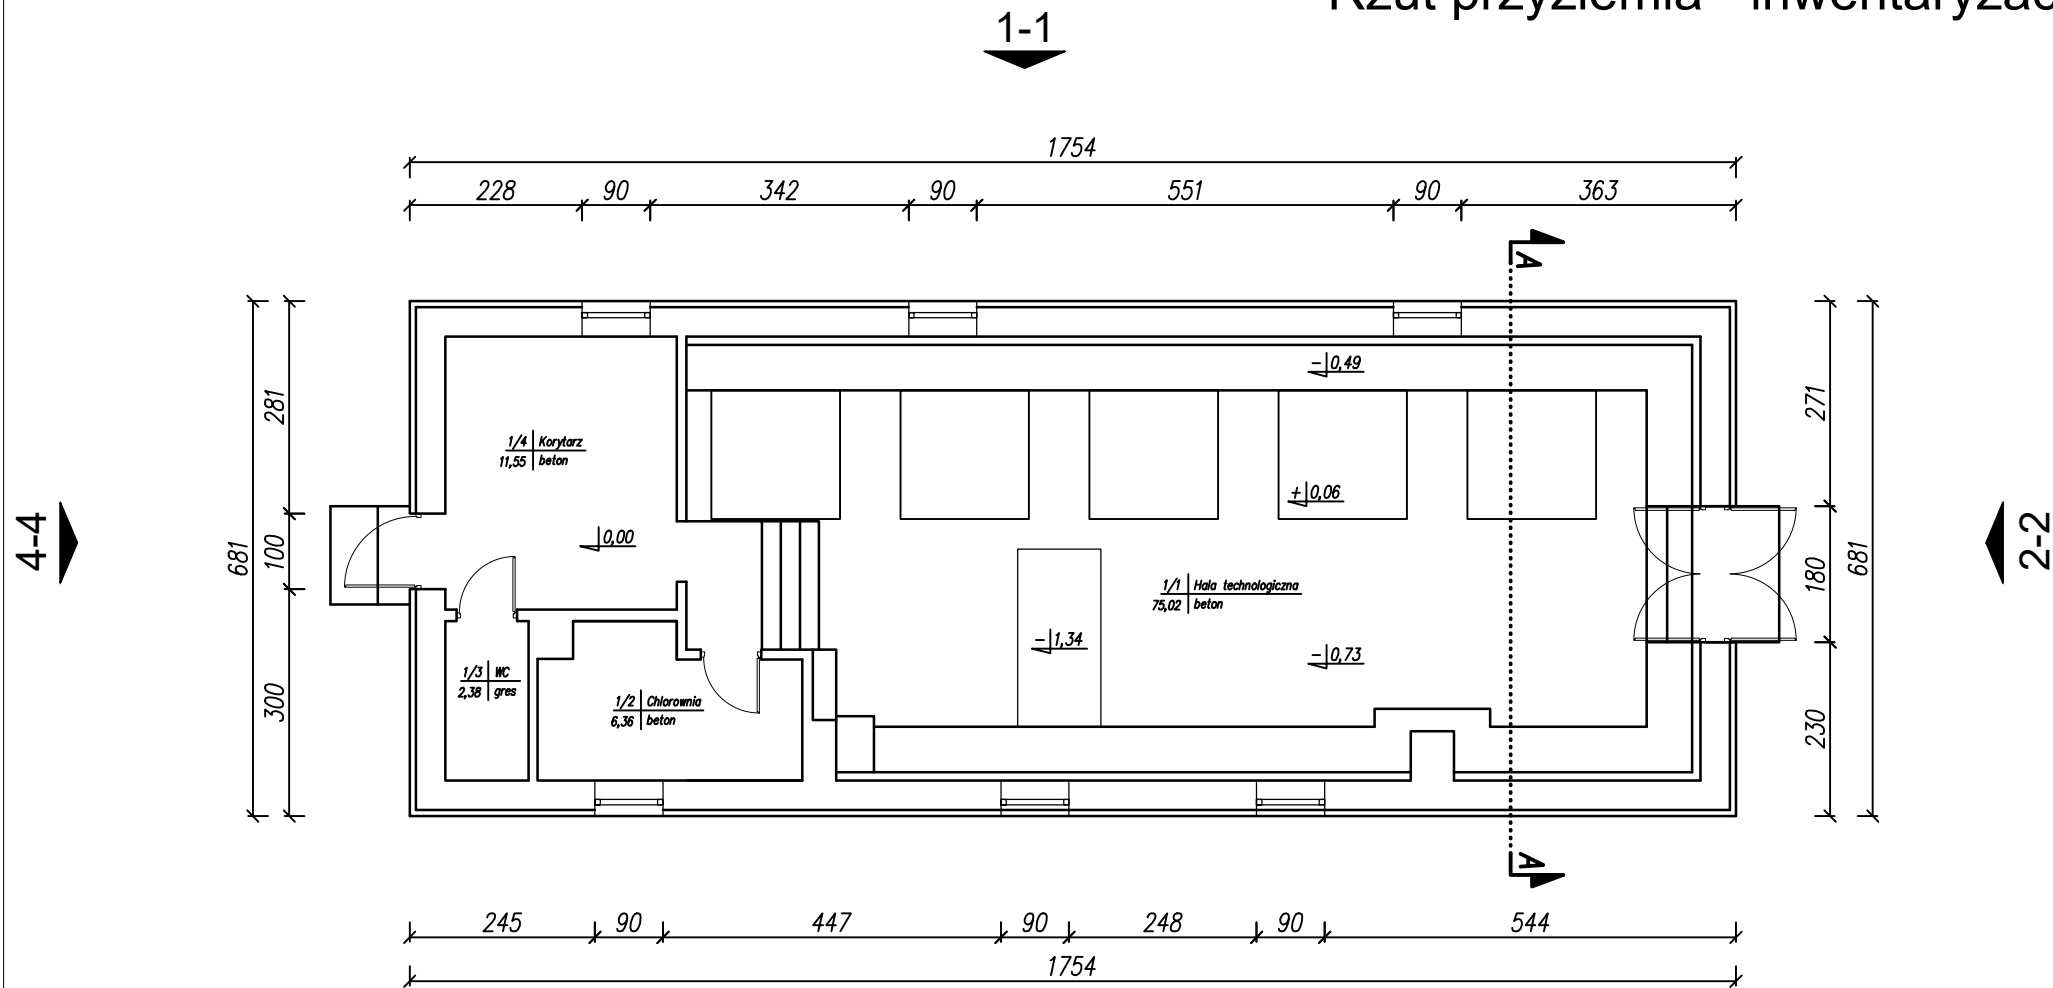 Rzut przyziemia - inwentaryzac
1-1
1754
228 90 342 90 551 90 363
A
281
100
300
681
4-4
271
180
230
681
2-2
-0,49
1/4 Korytarz
11,55 beton
+0,06
0,00
1/1 Hala technologiczna
75,02 beton
-1,34
-0,73
1/3 WC
2,38 gres
1/2 Chlorownia
6,36 beton
A
245 90 447 90 248 90 544
1754